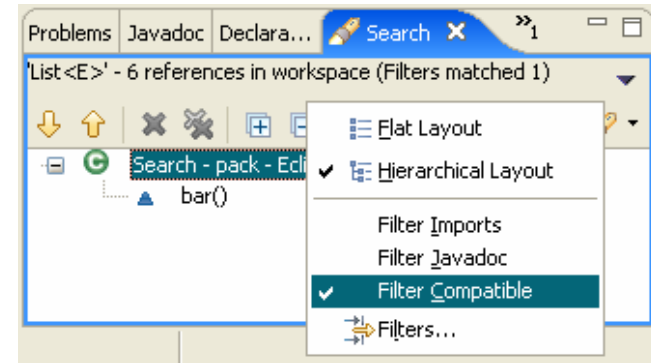 Problems Javadoc Declara... Search »1
'List<E>' - 6 references in workspace (Filters matched 1)
Flat Layout
Search - pack - Ecli
Hierarchical Layout
bar()
Filter Imports
Filter Javadoc
Filter Compatible
Filters...